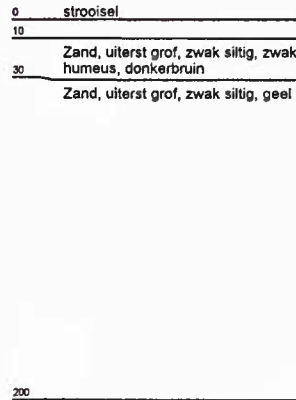 0 strooisel
10
Zand, uiterst grof, zwak siltig, zwak
30 humeus, donkerbruin
Zand, uiterst grof, zwak siltig, geel
200